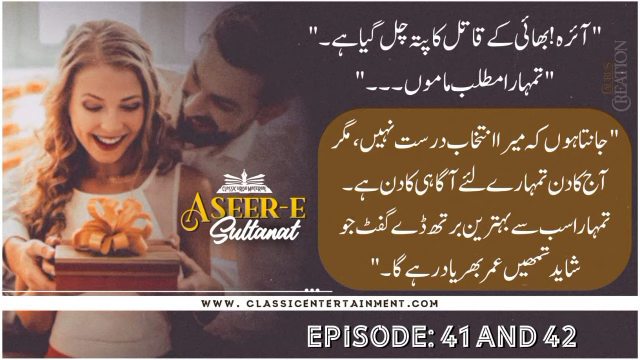 "آئرہ! بھائی کے قاتل کا پتہ چل گیا ہے۔"
"تمہارا مطلب ماموں۔۔۔"
"جانتا ہوں کہ میرا انتخاب درست نہیں، مگر
آج کا دن تمہارے لئے آگاہی کا دن ہے۔
تمہارا سب سے بہترین برتھ ڈے گفٹ جو
شاید تمھیں عمر بھر یاد رہے گا۔"
CREATION
ASEER-E
Sultanat
...
WWW. CLASSICENTERTAINMENT.COM
EPISODE: 41 AND 42